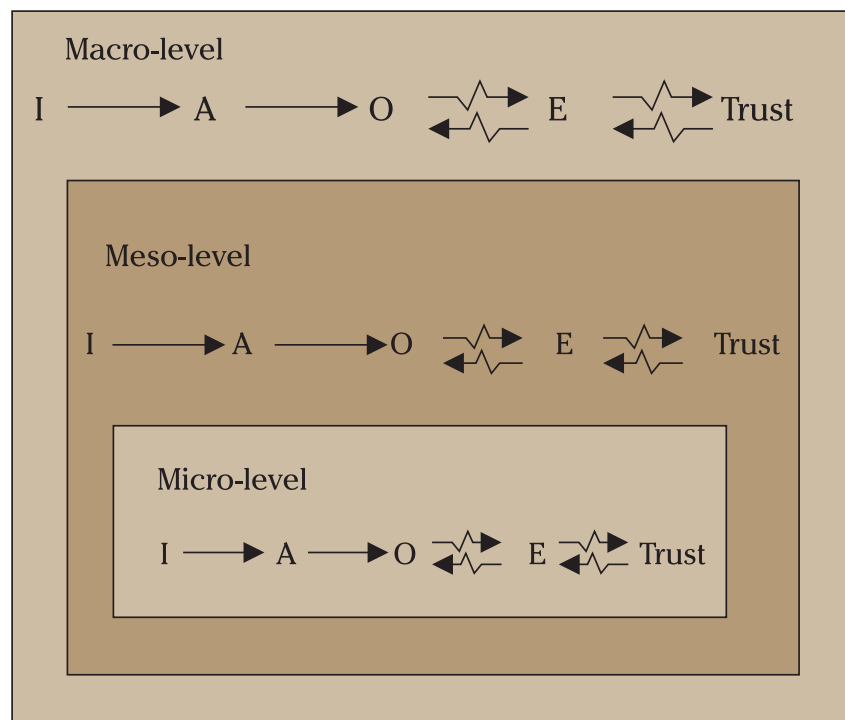 Macro-level
I A O E Trust
Meso-level
I A O E Trust
Micro-level
I A O E Trust